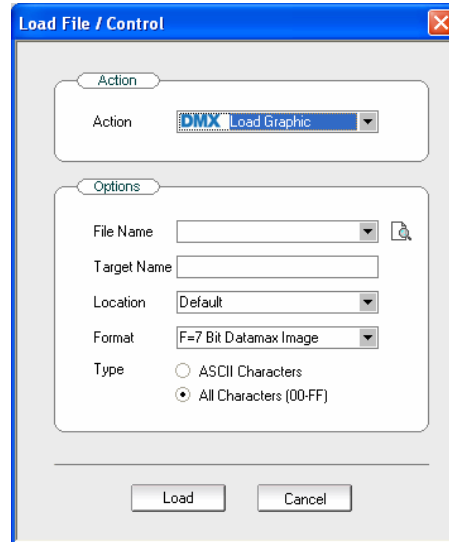 Load File / Control
Action
Action DMX Load Graphic
Options
File Name
Target Name
Location Default
Format F=7 Bit Datamax Image
Type ASCII Characters
All Characters (00-FF)
Load Cancel